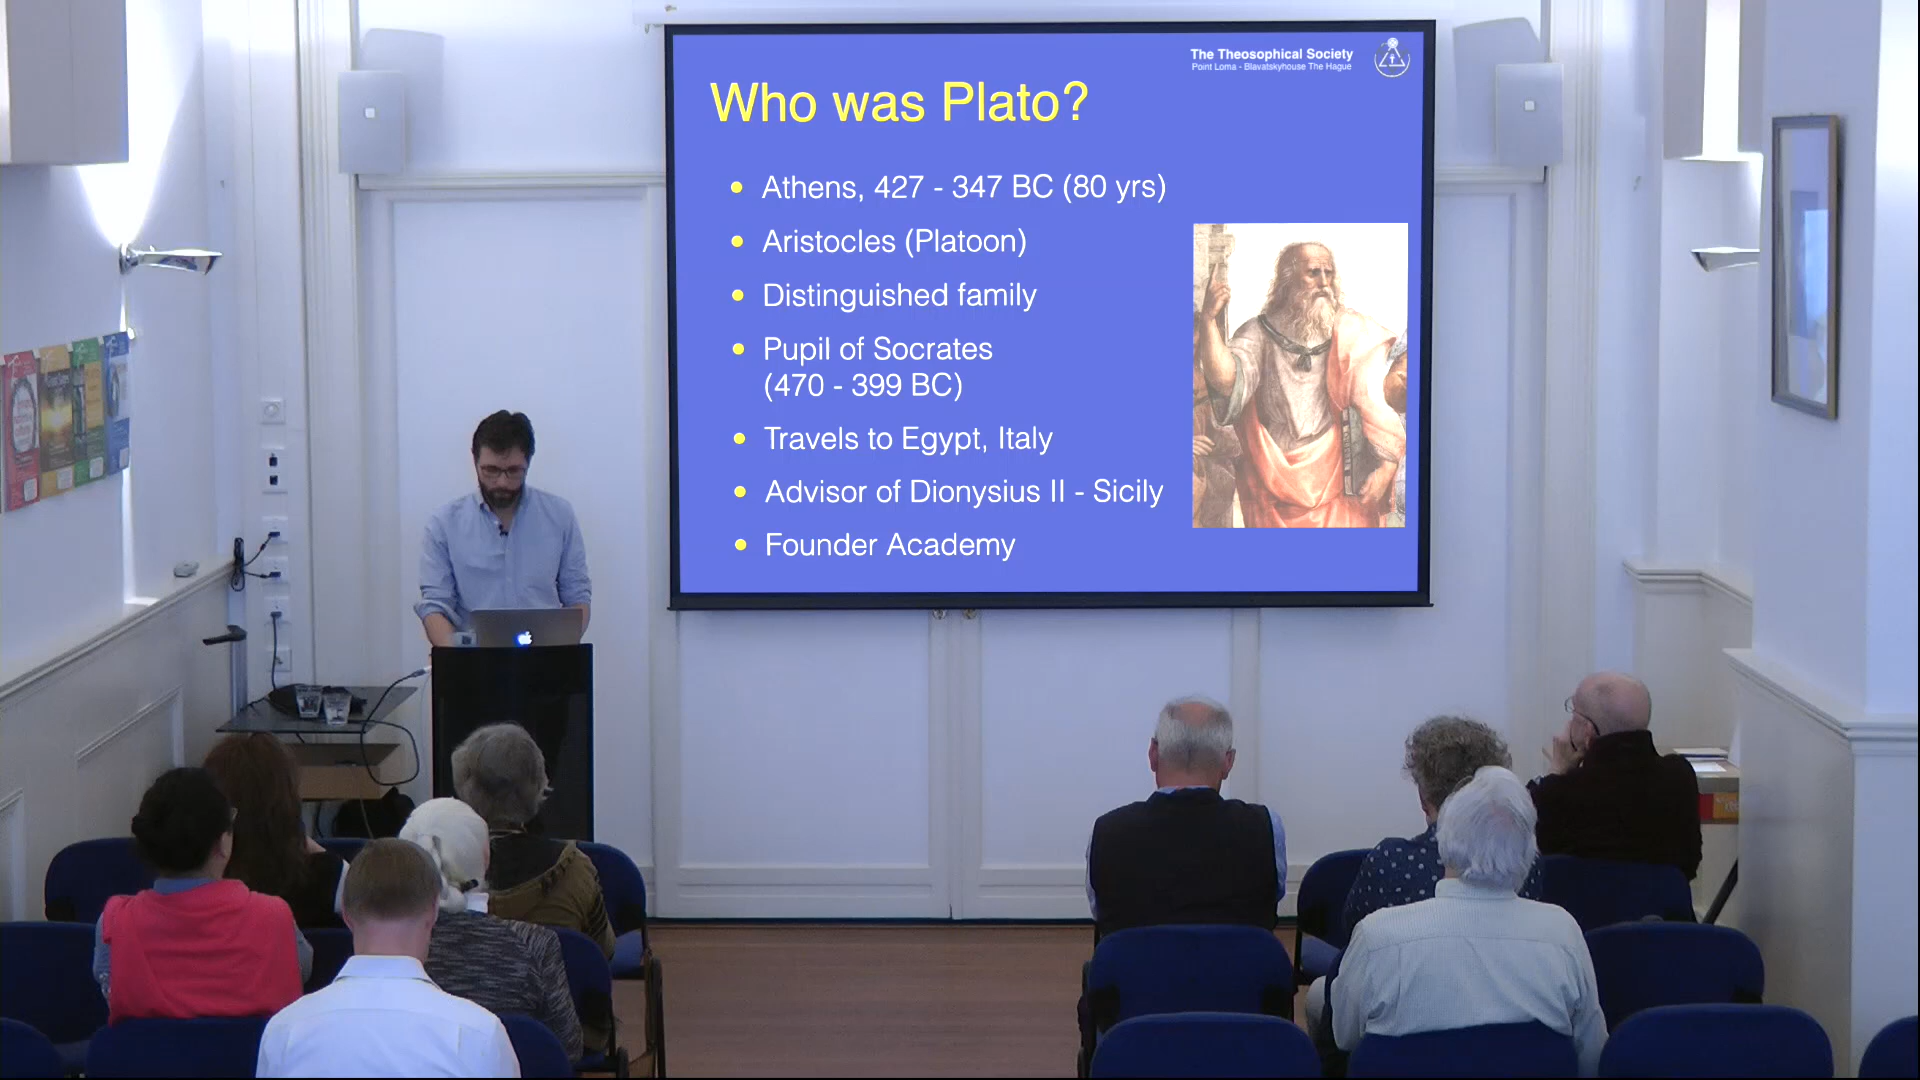 The Theosophical Society
Point Loma - Blavatskyhouse The Hague
Who was Plato?
Athens, 427 - 347 BC (80 yrs)
Aristocles (Platoon)
Distinguished family
Pupil of Socrates
(470 - 399 BC)
Travels to Egypt, Italy
Advisor of Dionysius II - Sicily
Founder Academy